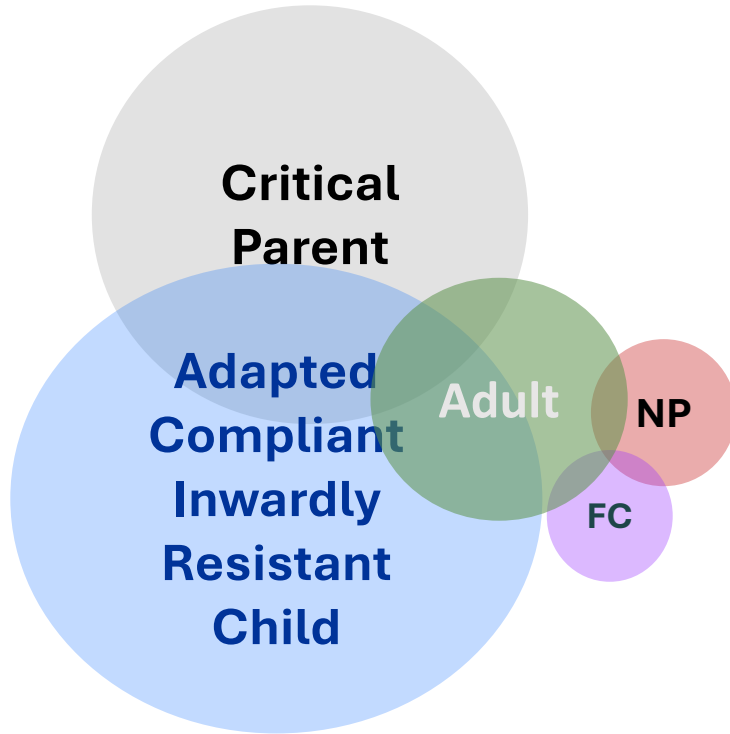 Critical
Parent
Adapted
Compliant
Inwardly
Resistant
Child
Adult
NP
FC